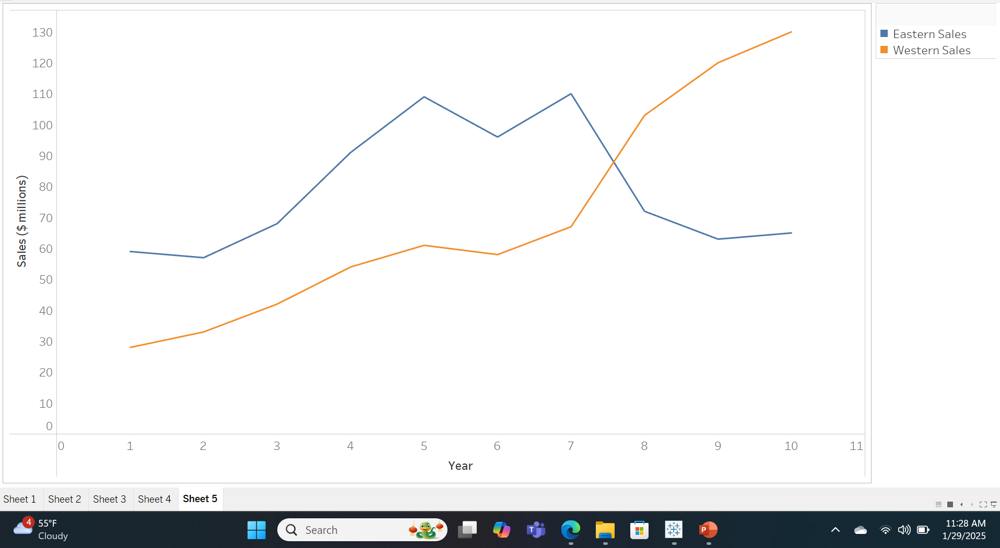 130
120
110
100
90
80
70
60
50
40
30
20
10
0
Sales ($ millions)
0 1 2 3 4 5 6 7 8 9 10 11
Year
Eastern Sales
Western Sales
Sheet 1 Sheet 2 Sheet 3 Sheet 4 Sheet 5
4
55°F
Cloudy
Search
T
P
11:28 AM
1/29/2025